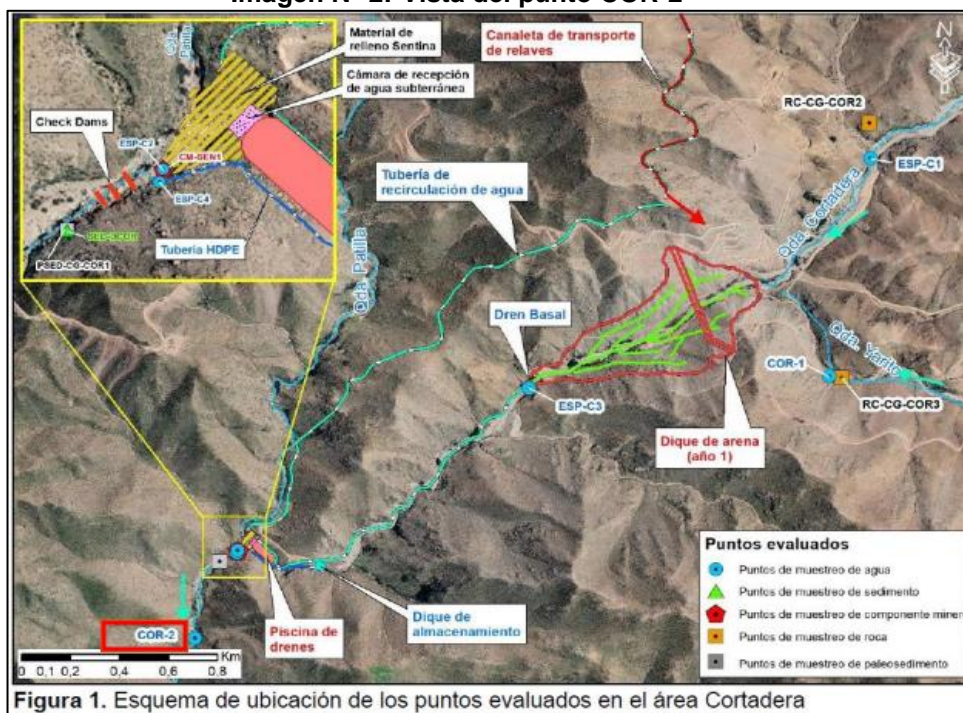 Imagen N° 2: Vista del punto COR-2
Qda. Patilla
Material de
relleno Sentina
Cámara de recepción
de agua subterránea
Check Dams
ESP-C2
CM-SEN1
ESP-C4
PSED-CG-COR1
Tubería HDPE
Canaleta de transporte
de relaves
N
RC-CG-COR2
ESP-C1
Qda. Cortadera
Tubería de
recirculación de agua
Qda. Patilla
Dren Basal
ESP-C3
COR-1
Qda. Yarito
RC-CG-COR3
Dique de arena
(año 1)
COR-2
Piscina de
drenes
Dique de
almacenamiento
Km
0 0,1 0,2 0,4 0,6 0,8
Puntos evaluados
Puntos de muestreo de agua
Puntos de muestreo de sedimento
Puntos de muestreo de componente miner
Puntos de muestreo de roca
Puntos de muestreo de paleosedimento
Figura 1. Esquema de ubicación de los puntos evaluados en el área Cortadera